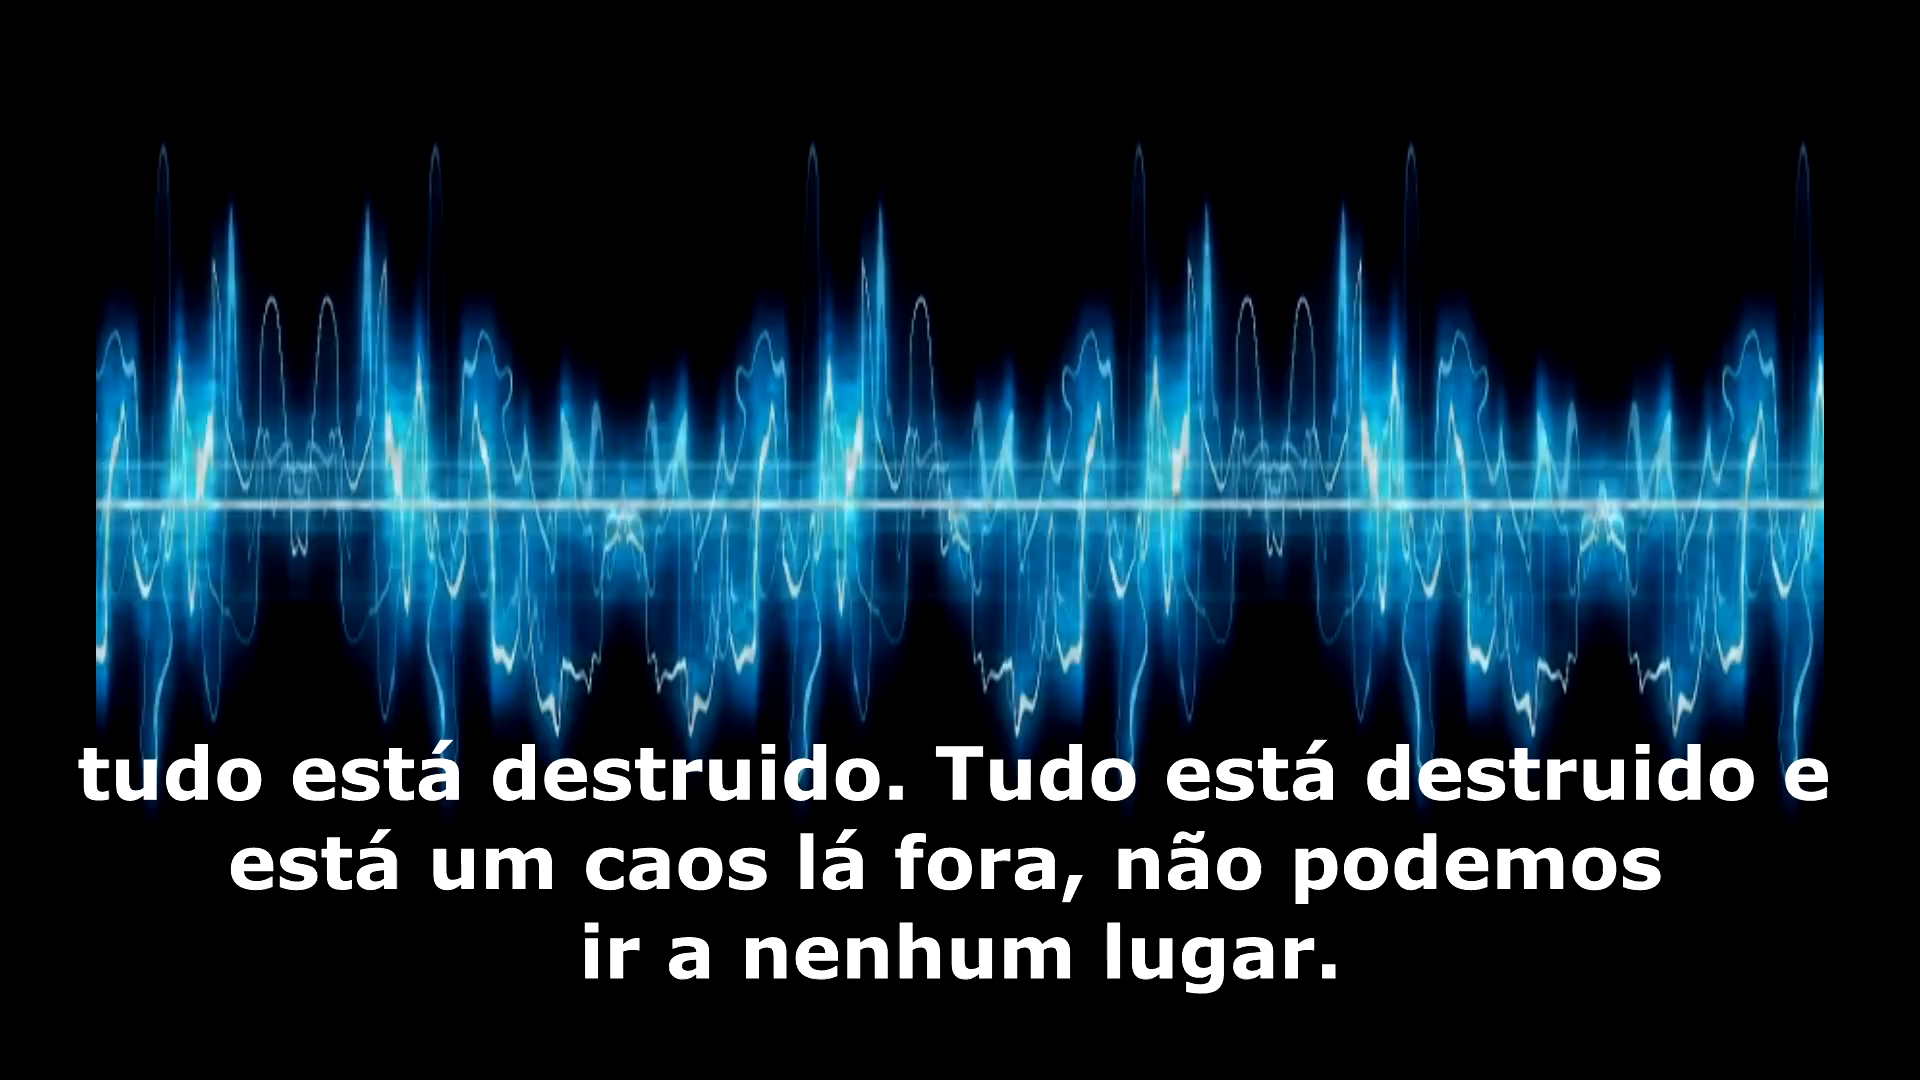 tudo está destruido. Tudo está destruido e
está um caos lá fora, não podemos
ir a nenhum lugar.